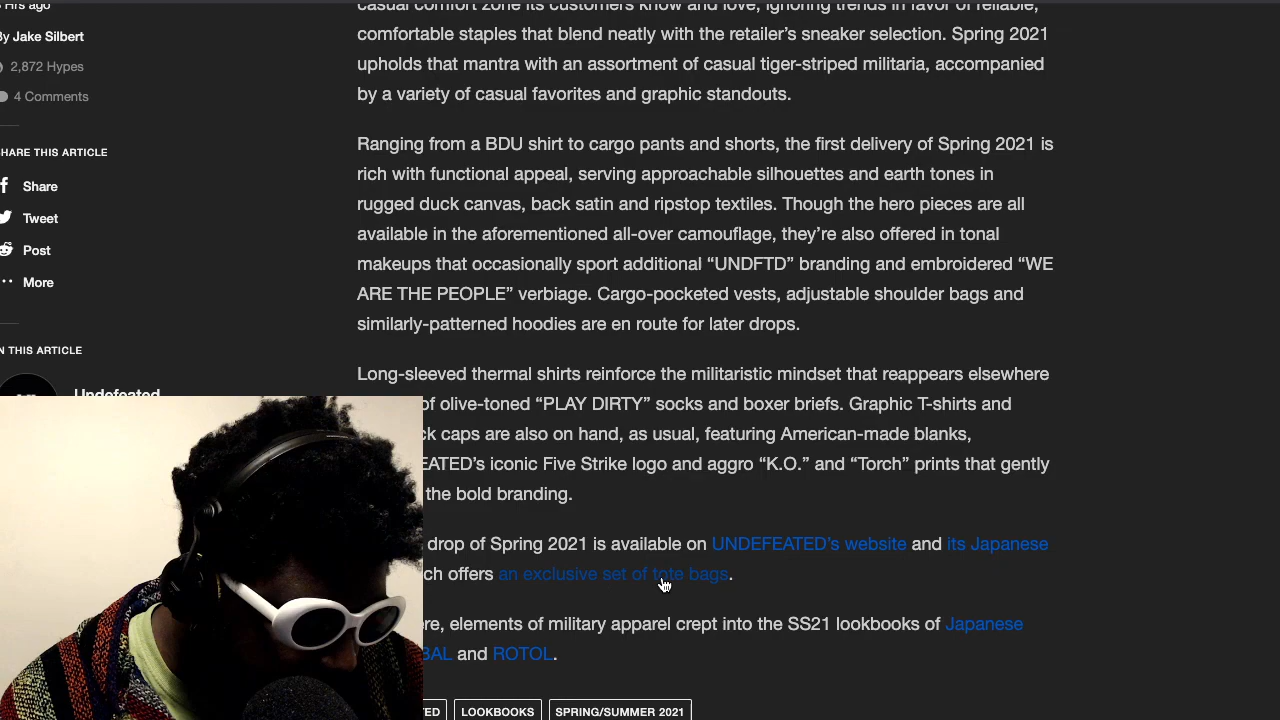 Hrs ago
By Jake Silbert
2,872 Hypes
4 Comments
HARE THIS ARTICLE
Share
Tweet
Post
More
N THIS ARTICLE
Undefeated
casual comfort zone its customers know and love, ignoring trends in favor of reliable,
comfortable staples that blend neatly with the retailer’s sneaker selection. Spring 2021
upholds that mantra with an assortment of casual tiger-striped militaria, accompanied
by a variety of casual favorites and graphic standouts.
Ranging from a BDU shirt to cargo pants and shorts, the first delivery of Spring 2021 is
rich with functional appeal, serving approachable silhouettes and earth tones in
rugged duck canvas, back satin and ripstop textiles. Though the hero pieces are all
available in the aforementioned all-over camouflage, they’re also offered in tonal
makeups that occasionally sport additional “UNDFTD” branding and embroidered “WE
ARE THE PEOPLE” verbiage. Cargo-pocketed vests, adjustable shoulder bags and
similarly-patterned hoodies are en route for later drops.
Long-sleeved thermal shirts reinforce the militaristic mindset that reappears elsewhere
of olive-toned “PLAY DIRTY” socks and boxer briefs. Graphic T-shirts and
ck caps are also on hand, as usual, featuring American-made blanks,
EATED’s iconic Five Strike logo and aggro “K.O.” and “Torch” prints that gently
the bold branding.
drop of Spring 2021 is available on UNDEFEATED’s website and its Japanese
ch offers an exclusive set of tote bags.
re, elements of military apparel crept into the SS21 lookbooks of Japanese
BAL and ROTOL.
TED
LOOKBOOKS
SPRING/SUMMER 2021